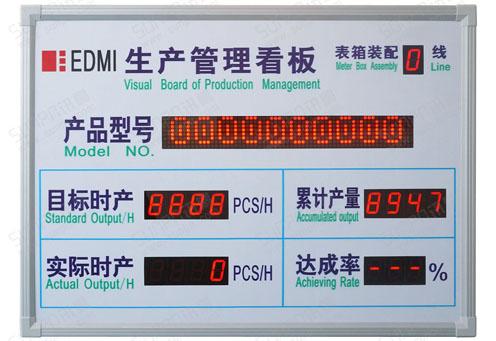 EDMI 生产管理看板 表箱装配 0 线
Visual Board of Production Management Meter Box Assembly Line
产品型号 0000000000
Model NO.
目标时产 8888 PCS/H 累计产量 8947
Standard Output/H Accumulated output
实际时产 0 PCS/H 达成率 --- %
Actual Output/H Achieving Rate